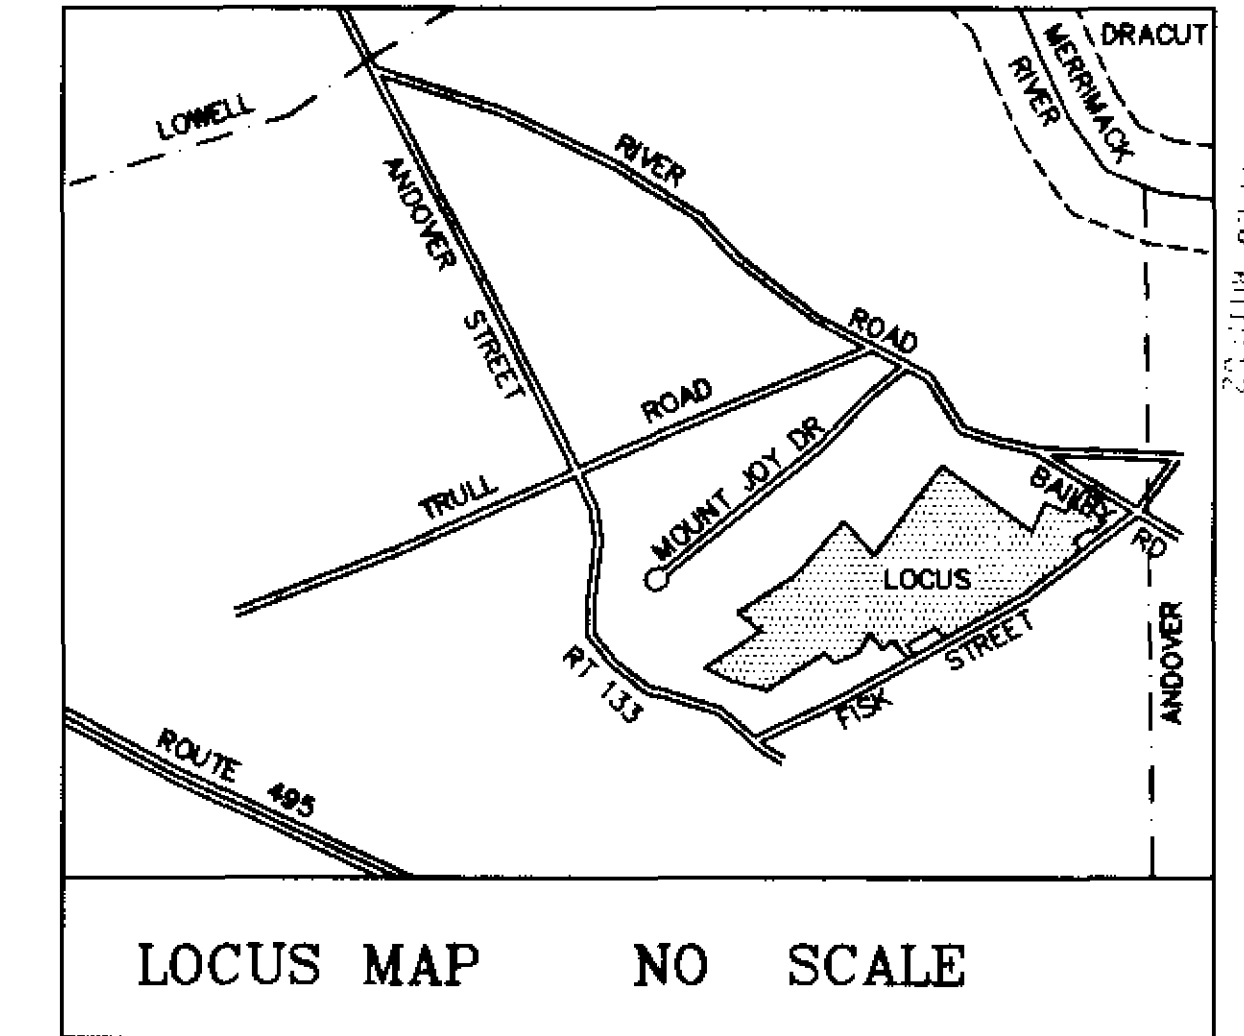 DRACUT
MERRIMACK
RIVER
LOWELL
RIVER
ROAD
ANDOVER
STREET
ROAD
TRULL
MOUNT JOY DR
BAILEY
RD
LOCUS
STREET
FISK
RT 133
ANDOVER
ROUTE 495
LOCUS MAP NO SCALE